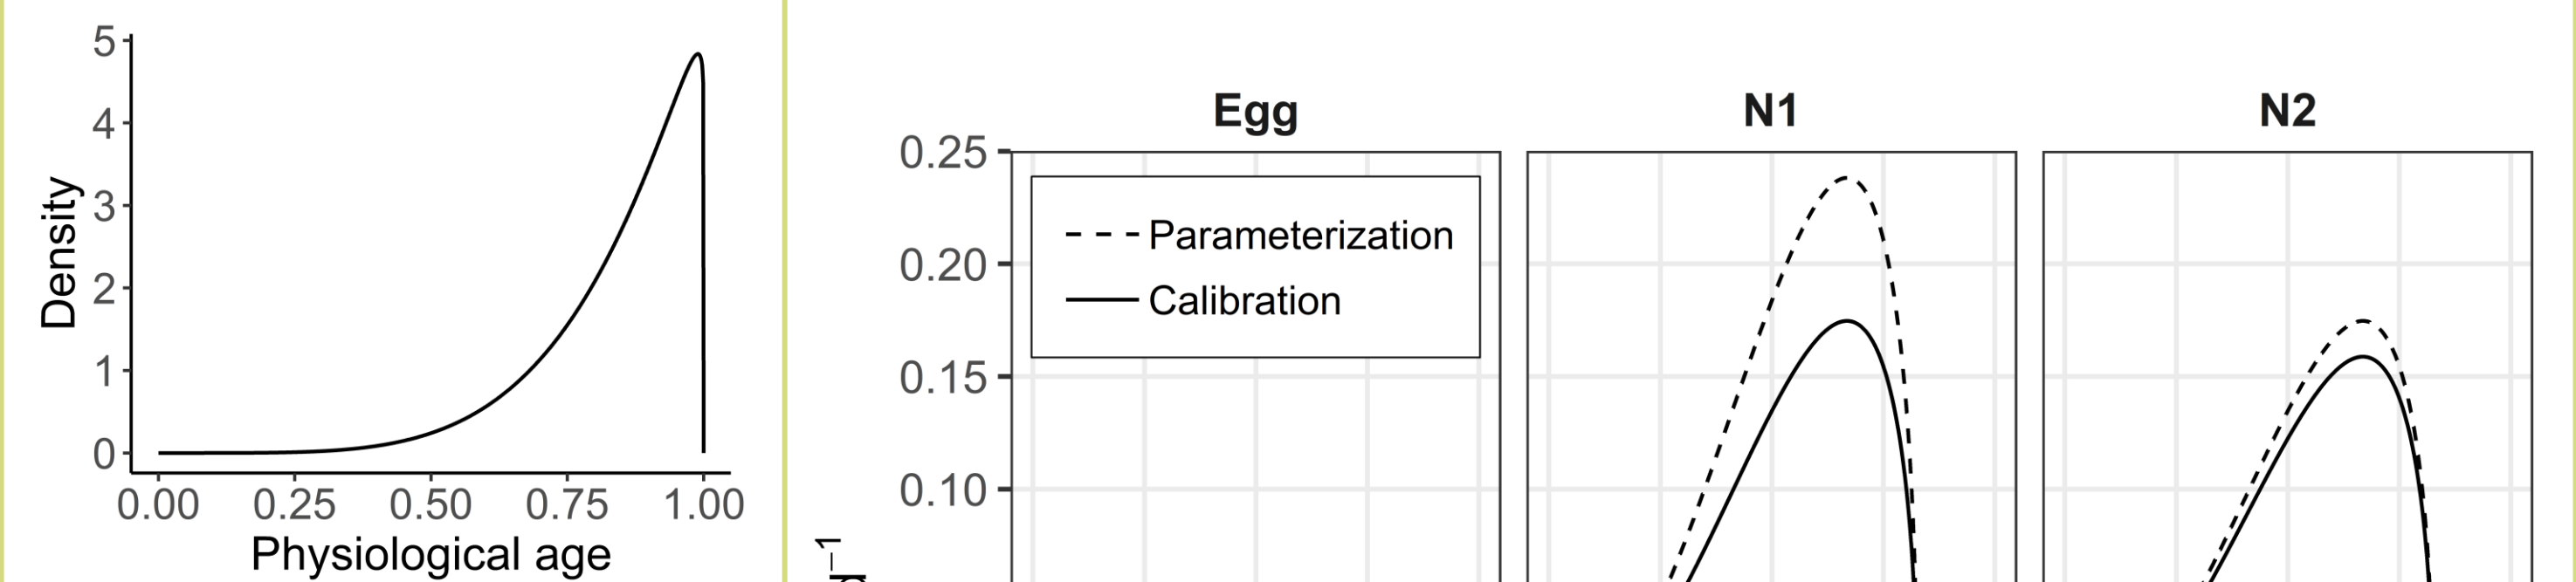 5
4
3
2
1
0
Density
0.00 0.25 0.50 0.75 1.00
Physiological age
Egg N1 N2
0.25
0.20
0.15
0.10
Parameterization
Calibration